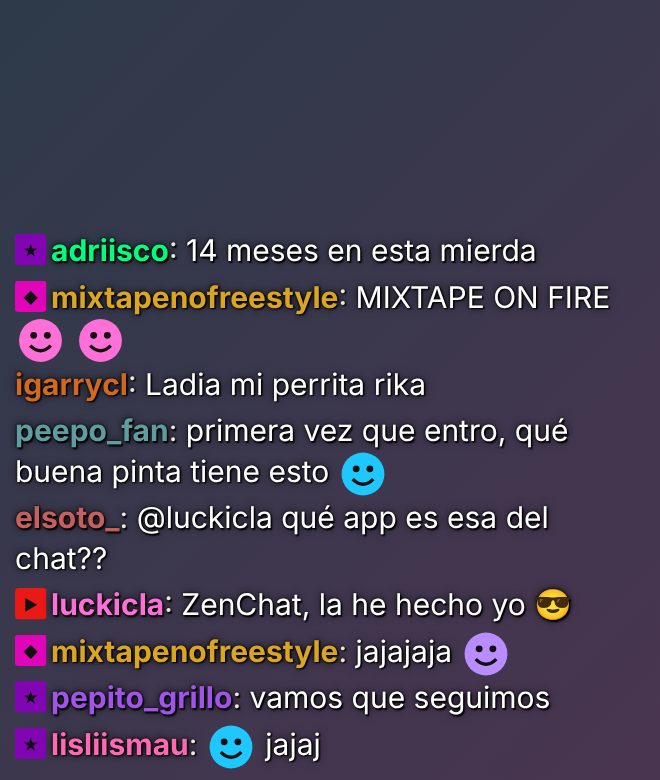 adriisco: 14 meses en esta mierda
mixtapenofreestyle: MIXTAPE ON FIRE
igarrycl: Ladia mi perrita rika
peepo_fan: primera vez que entro, qué
buena pinta tiene esto
elsoto_: @luckicla qué app es esa del
chat??
luckicla: ZenChat, la he hecho yo 😎
mixtapenofreestyle: jajajaja
pepito_grillo: vamos que seguimos
lisliismau: jajaj